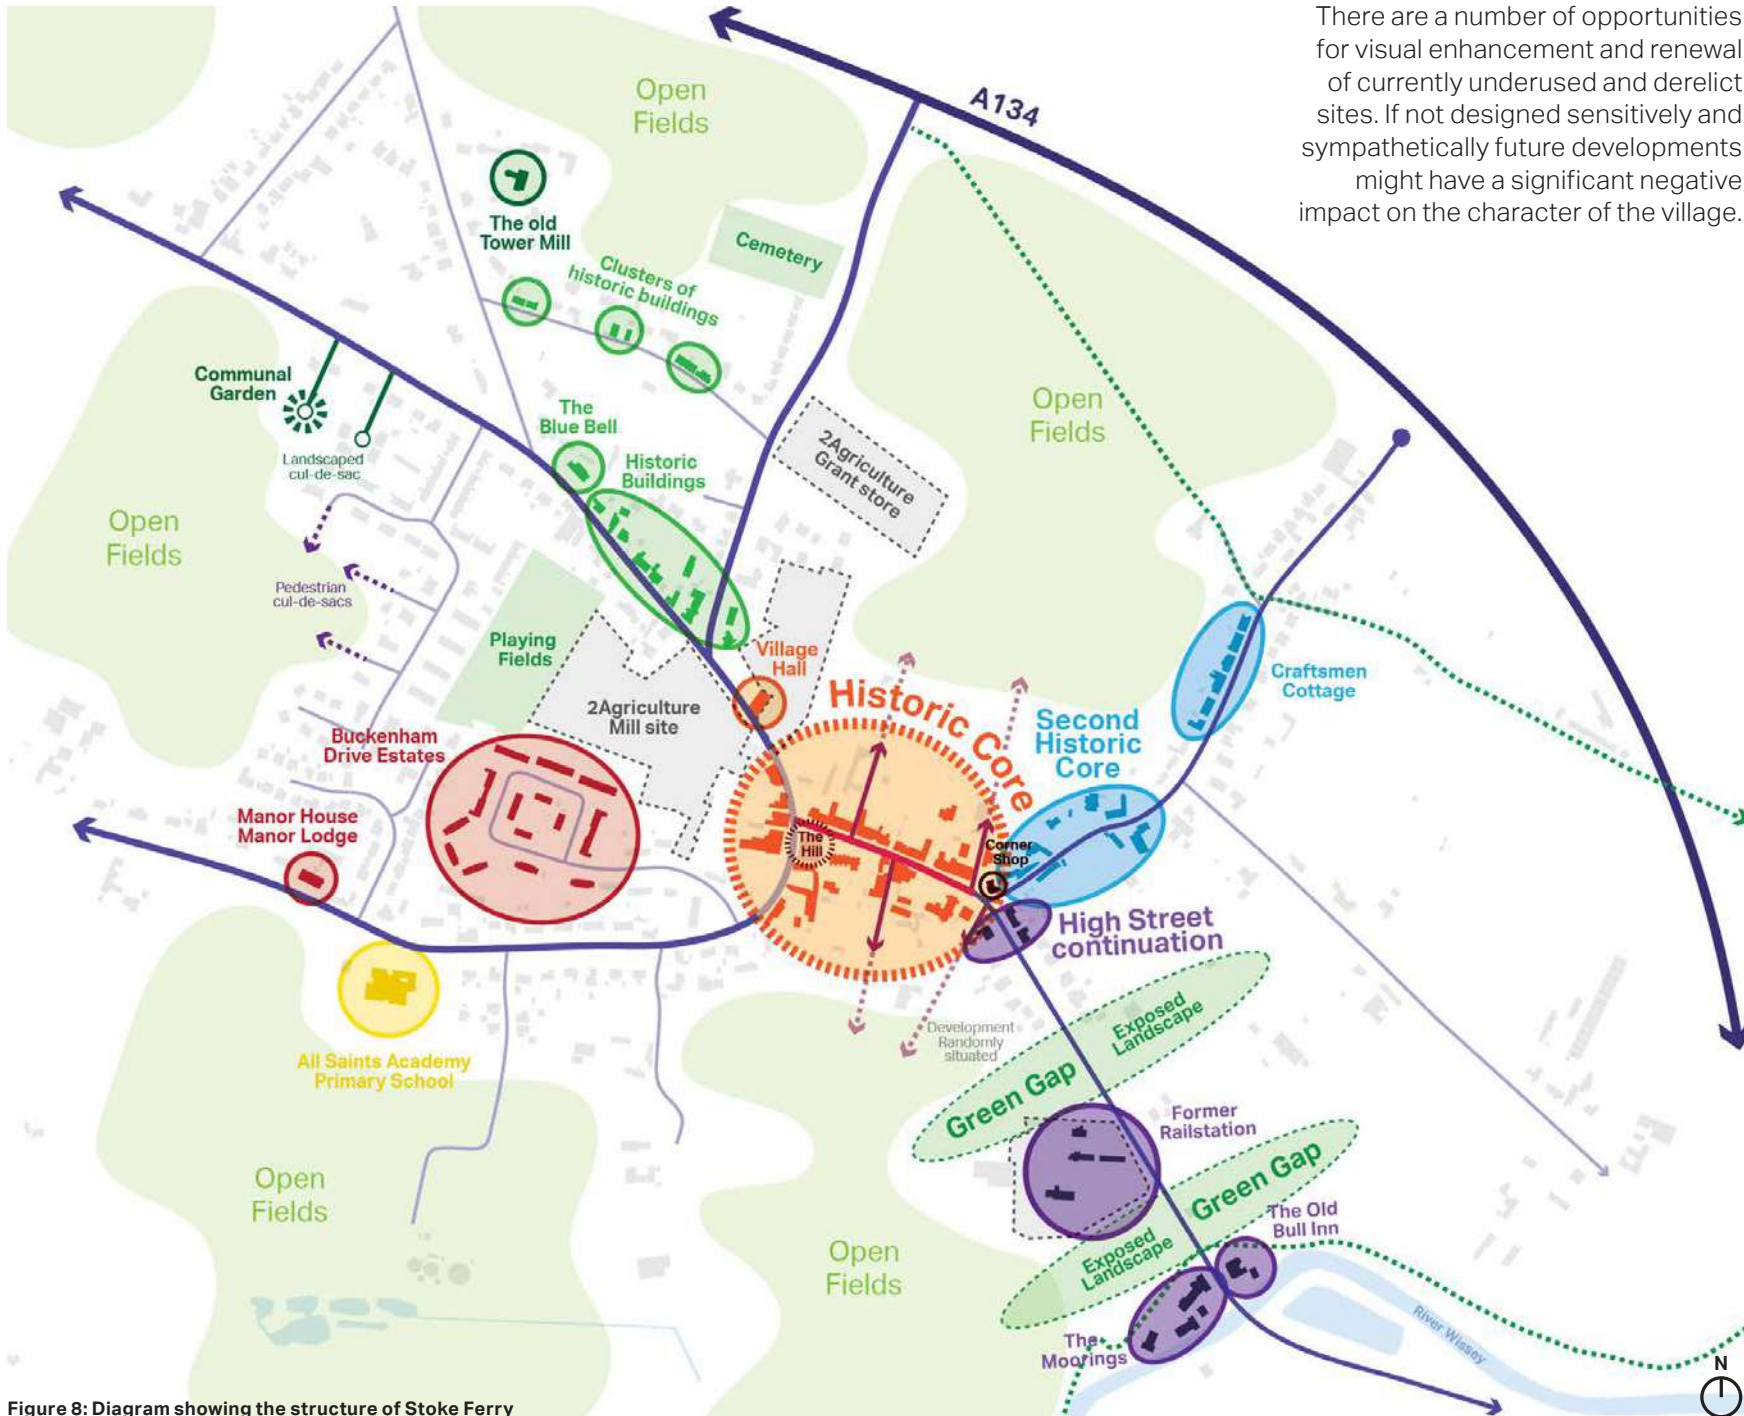 There are a number of opportunities
for visual enhancement and renewal
of currently underused and derelict
sites. If not designed sensitively and
sympathetically future developments
might have a significant negative
impact on the character of the village.
A134
Open
Fields
The old
Tower Mill
Cemetery
Clusters of
historic buildings
Communal
Garden
Landscaped
cul-de-sac
The
Blue Bell
Historic
Buildings
2Agriculture
Grant store
Open
Fields
Open
Fields
Pedestrian
cul-de-sacs
Playing
Fields
Village
Hall
2Agriculture
Mill site
Historic Core
Second
Historic
Core
Craftsmen
Cottage
Buckenham
Drive Estates
Manor House
Manor Lodge
The
Hill
Corner
Shop
High Street
continuation
All Saints Academy
Primary School
Development
Randomly
situated
Exposed
Landscape
Green Gap
Former
Railstation
Green Gap
Exposed
Landscape
The Old
Bull Inn
Open
Fields
Open
Fields
The
Moorings
River Wissey
N
Figure 8: Diagram showing the structure of Stoke Ferry